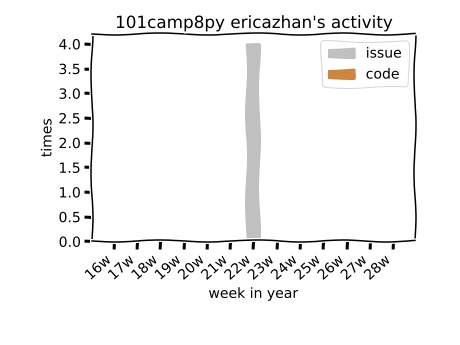 101camp8py ericazhan's activity
issue
code
4.0
3.5
3.0
2.5
2.0
1.5
1.0
0.5
0.0
times
16w 17w 18w 19w 20w 21w 22w 23w 24w 25w 26w 27w 28w
week in year